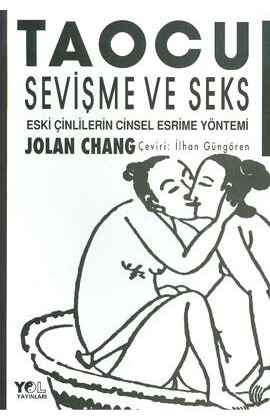 TAOCU
SEVİŞME VE SEKS
ESKİ ÇİNLİLERİN CİNSEL ESRİME YÖNTEMİ
JOLAN CHANG Çeviri: İlhan Güngören
YOL
YAYINLARI